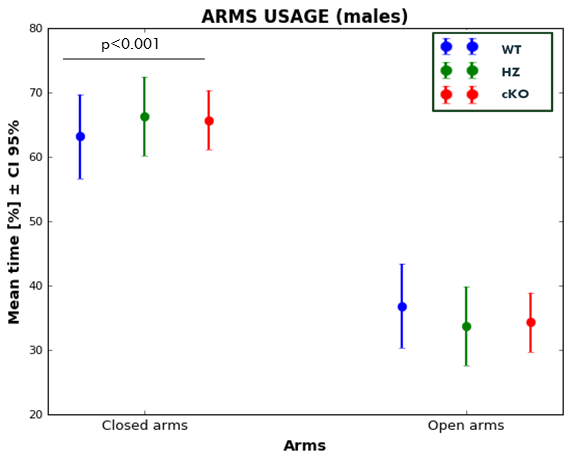 ARMS USAGE (males)
p<0.001
WT
HZ
cKO
80
70
60
50
40
30
20
Mean time [%] ± CI 95%
Closed arms
Open arms
Arms